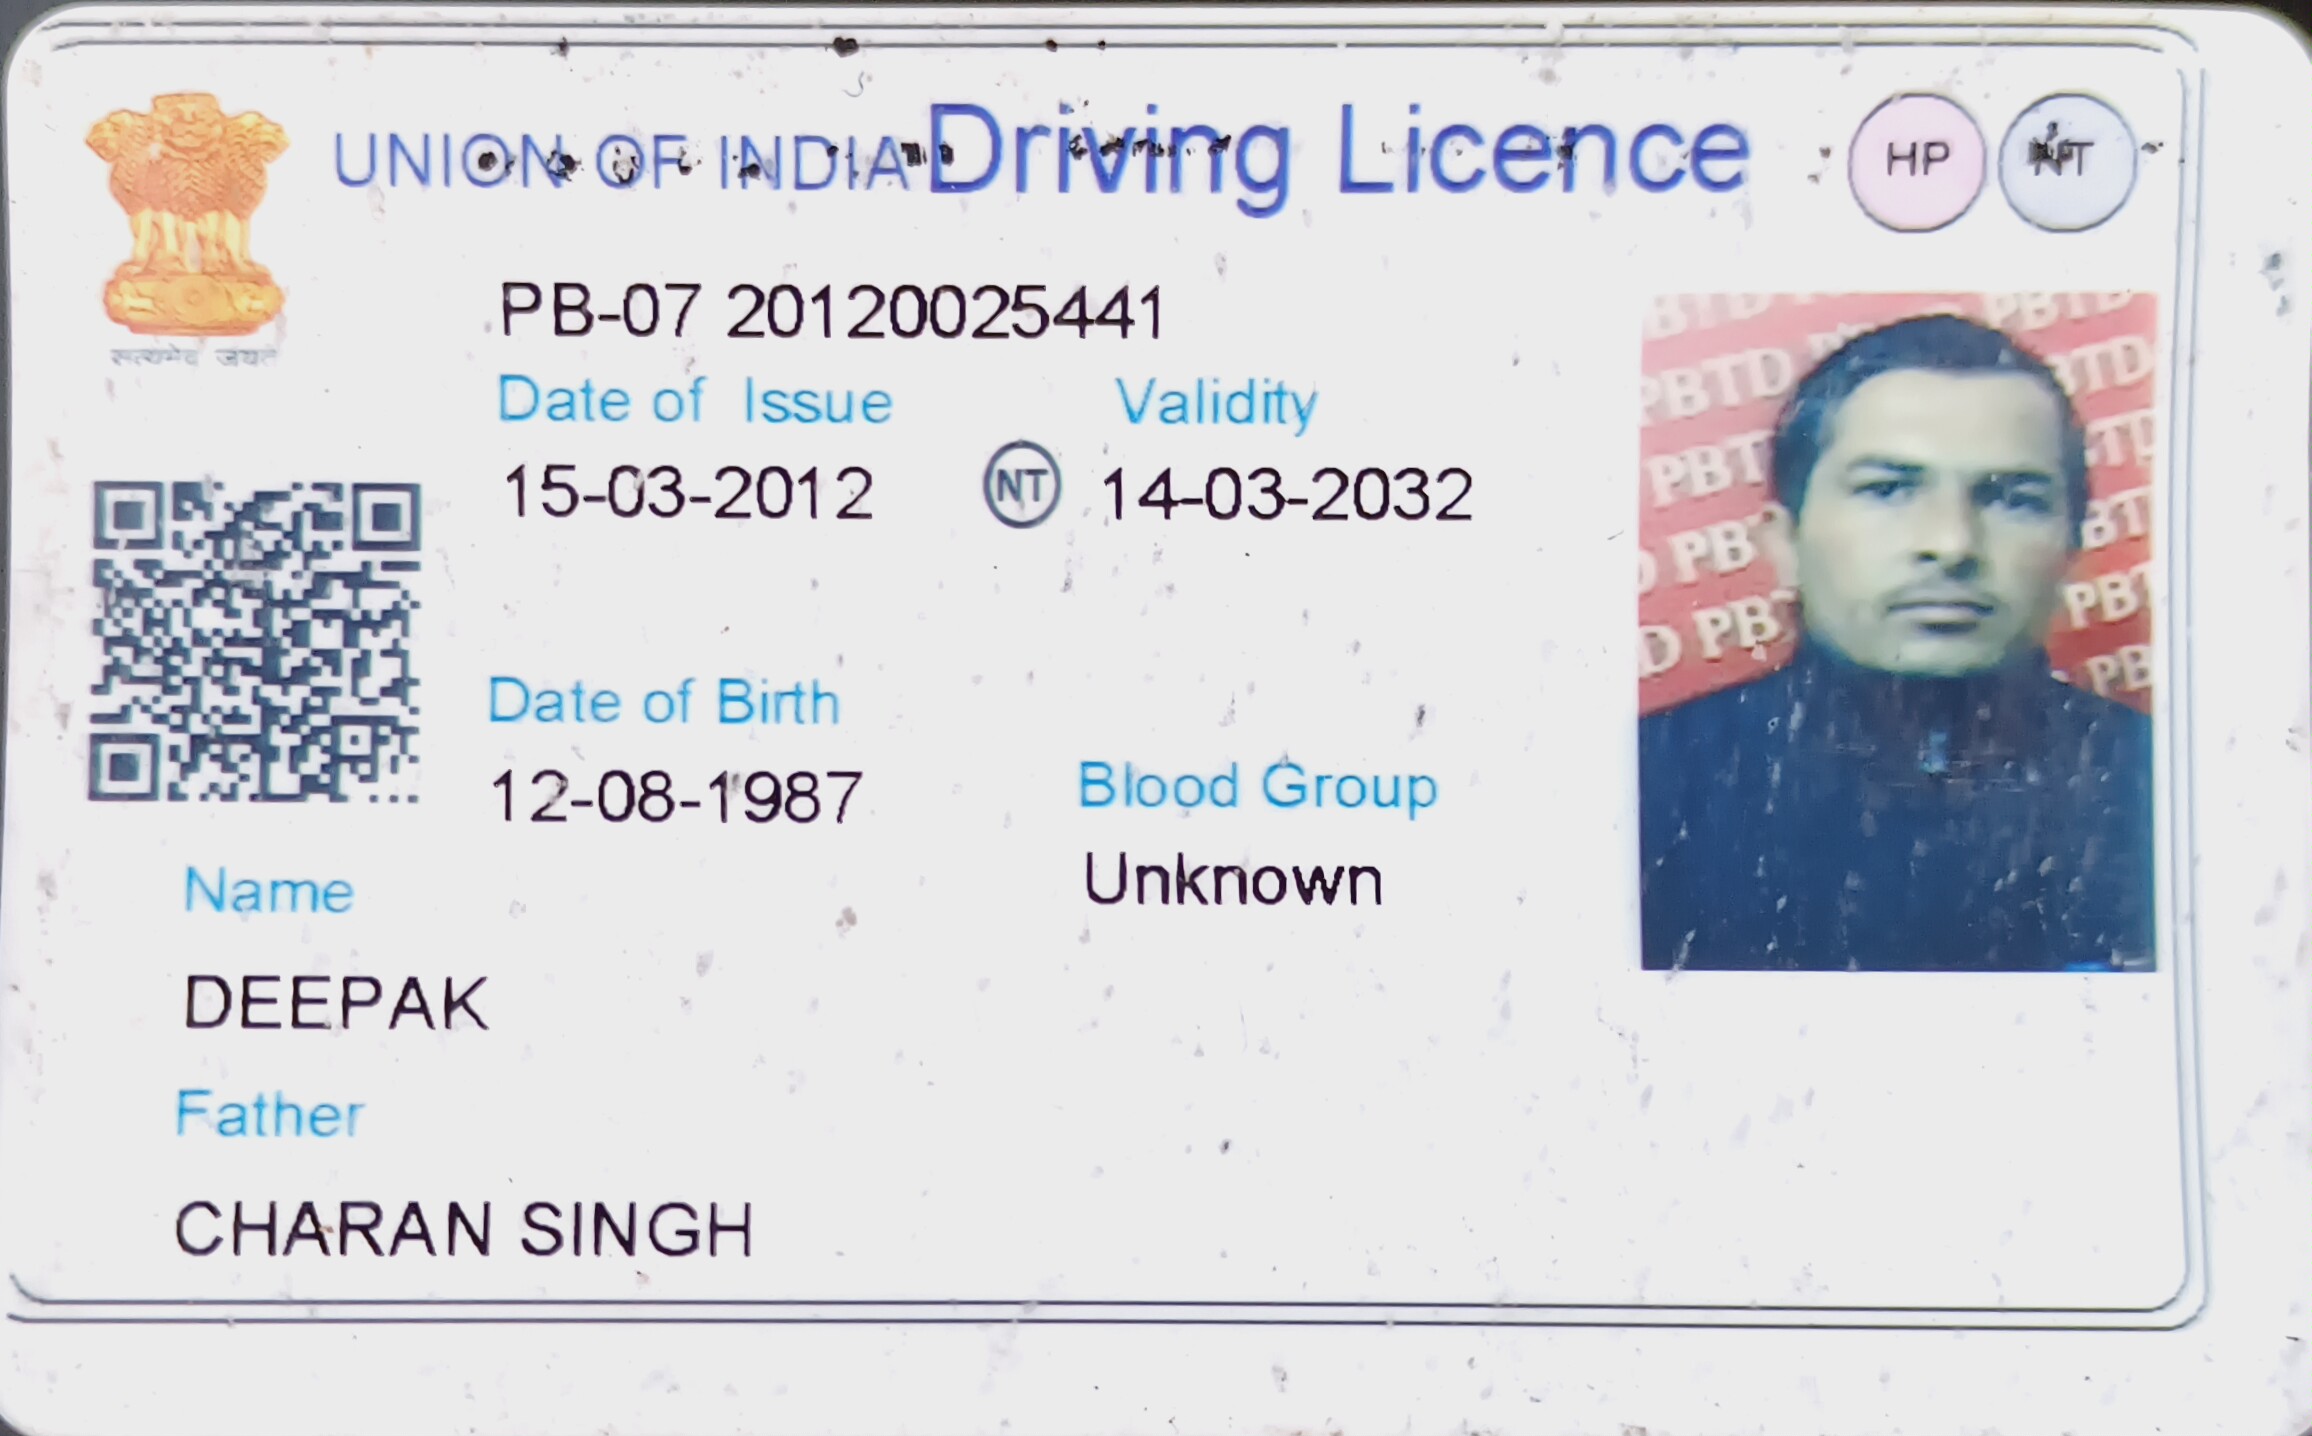 UNION OF INDIA Driving Licence HP NT
सत्यमेव जयते
PB-07 20120025441
Date of Issue Validity
15-03-2012 NT 14-03-2032
Date of Birth
12-08-1987
Blood Group
Unknown
Name
DEEPAK
Father
CHARAN SINGH
PBTD PBTD
PBTD PBTD
PBTD
PBTD
PBTD